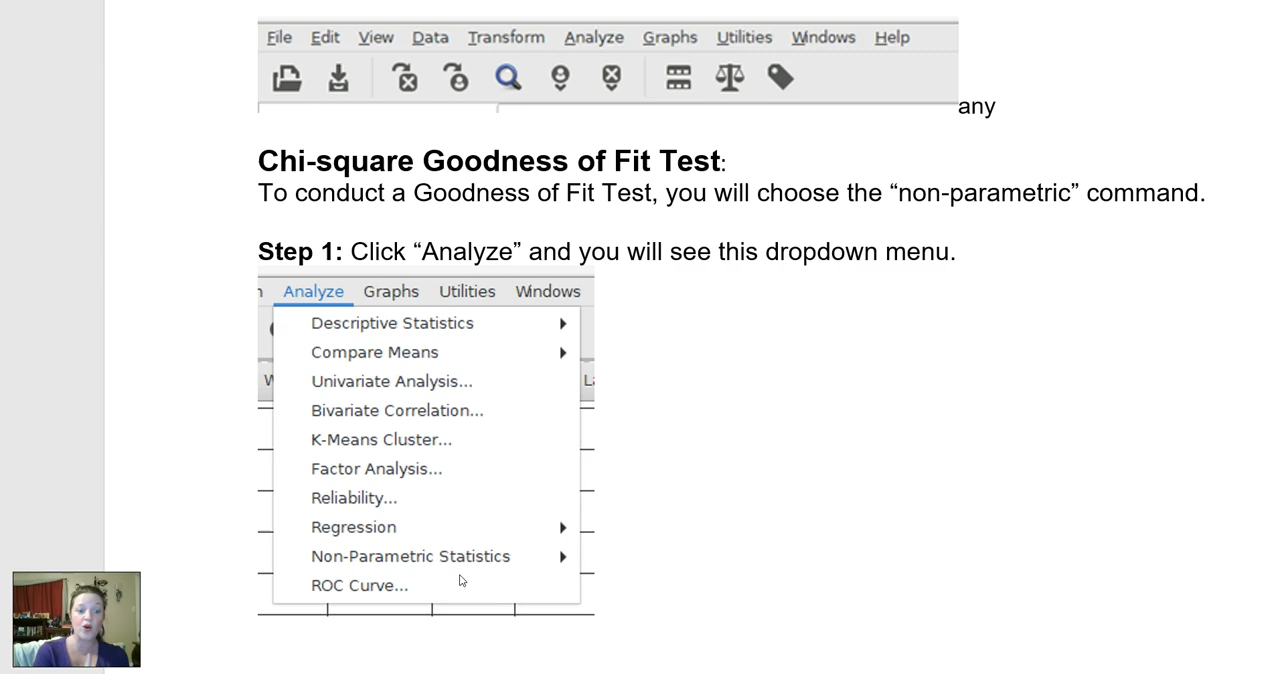 File Edit View Data Transform Analyze Graphs Utilities Windows Help
any
Chi-square Goodness of Fit Test:
To conduct a Goodness of Fit Test, you will choose the “non-parametric” command.
Step 1: Click “Analyze” and you will see this dropdown menu.
Analyze Graphs Utilities Windows
Descriptive Statistics
Compare Means
Univariate Analysis...
Bivariate Correlation...
K-Means Cluster...
Factor Analysis...
Reliability...
Regression
Non-Parametric Statistics
ROC Curve...